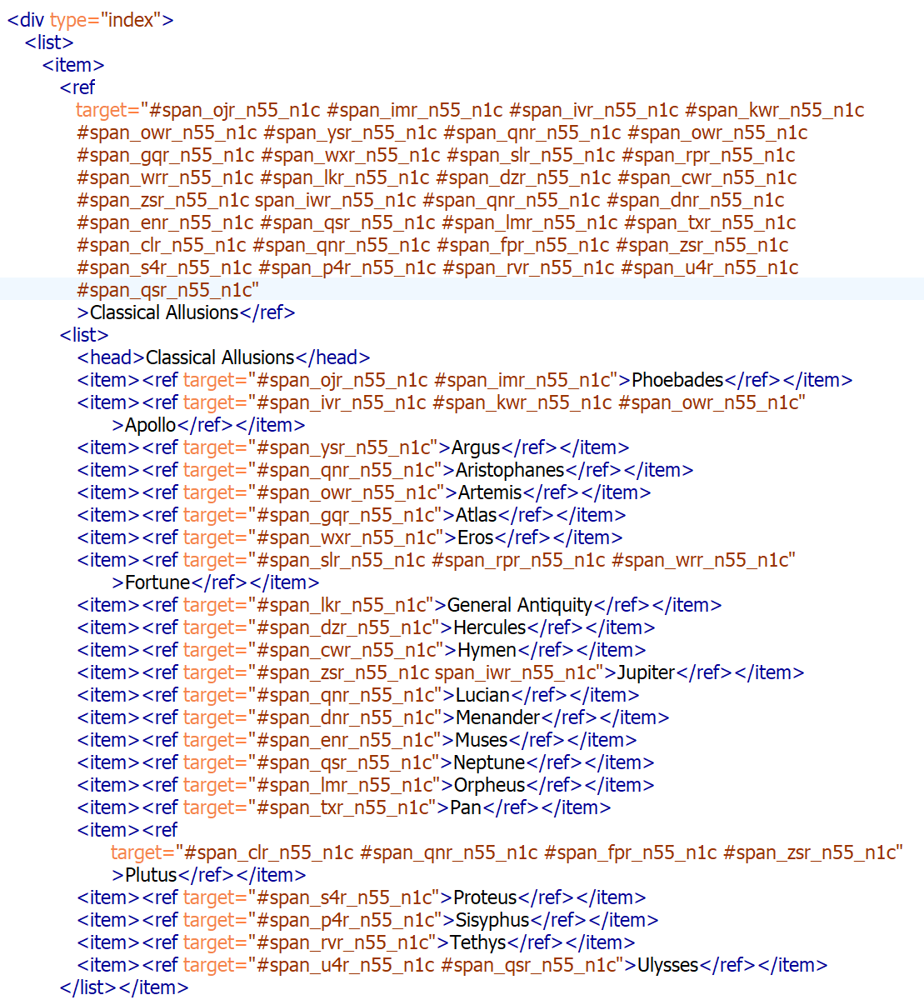 <div type="index">
<list>
<item>
<ref
target="#span_ojr_n55_n1c #span_imr_n55_n1c #span_ivr_n55_n1c #span_kwr_n55_n1c
#span_owr_n55_n1c #span_ysr_n55_n1c #span_qnr_n55_n1c #span_owr_n55_n1c
#span_gqr_n55_n1c #span_wxr_n55_n1c #span_slr_n55_n1c #span_rpr_n55_n1c
#span_wrr_n55_n1c #span_lkr_n55_n1c #span_dzr_n55_n1c #span_cwr_n55_n1c
#span_zsr_n55_n1c span_iwr_n55_n1c #span_qnr_n55_n1c #span_dnr_n55_n1c
#span_enr_n55_n1c #span_qsr_n55_n1c #span_lmr_n55_n1c #span_txr_n55_n1c
#span_clr_n55_n1c #span_qnr_n55_n1c #span_fpr_n55_n1c #span_zsr_n55_n1c
#span_s4r_n55_n1c #span_p4r_n55_n1c #span_rvr_n55_n1c #span_u4r_n55_n1c
#span_qsr_n55_n1c"
>Classical Allusions</ref>
<list>
<head>Classical Allusions</head>
<item><ref target="#span_ojr_n55_n1c #span_imr_n55_n1c">Phoebades</ref></item>
<item><ref target="#span_ivr_n55_n1c #span_kwr_n55_n1c #span_owr_n55_n1c"
>Apollo</ref></item>
<item><ref target="#span_ysr_n55_n1c">Argus</ref></item>
<item><ref target="#span_qnr_n55_n1c">Aristophanes</ref></item>
<item><ref target="#span_owr_n55_n1c">Artemis</ref></item>
<item><ref target="#span_gqr_n55_n1c">Atlas</ref></item>
<item><ref target="#span_wxr_n55_n1c">Eros</ref></item>
<item><ref target="#span_slr_n55_n1c #span_rpr_n55_n1c #span_wrr_n55_n1c"
>Fortune</ref></item>
<item><ref target="#span_lkr_n55_n1c">General Antiquity</ref></item>
<item><ref target="#span_dzr_n55_n1c">Hercules</ref></item>
<item><ref target="#span_cwr_n55_n1c">Hymen</ref></item>
<item><ref target="#span_zsr_n55_n1c span_iwr_n55_n1c">Jupiter</ref></item>
<item><ref target="#span_qnr_n55_n1c">Lucian</ref></item>
<item><ref target="#span_dnr_n55_n1c">Menander</ref></item>
<item><ref target="#span_enr_n55_n1c">Muses</ref></item>
<item><ref target="#span_qsr_n55_n1c">Neptune</ref></item>
<item><ref target="#span_lmr_n55_n1c">Orpheus</ref></item>
<item><ref target="#span_txr_n55_n1c">Pan</ref></item>
<item><ref
target="#span_clr_n55_n1c #span_qnr_n55_n1c #span_fpr_n55_n1c #span_zsr_n55_n1c"
>Plutus</ref></item>
<item><ref target="#span_s4r_n55_n1c">Proteus</ref></item>
<item><ref target="#span_p4r_n55_n1c">Sisyphus</ref></item>
<item><ref target="#span_rvr_n55_n1c">Tethys</ref></item>
<item><ref target="#span_u4r_n55_n1c #span_qsr_n55_n1c">Ulysses</ref></item>
</list></item>